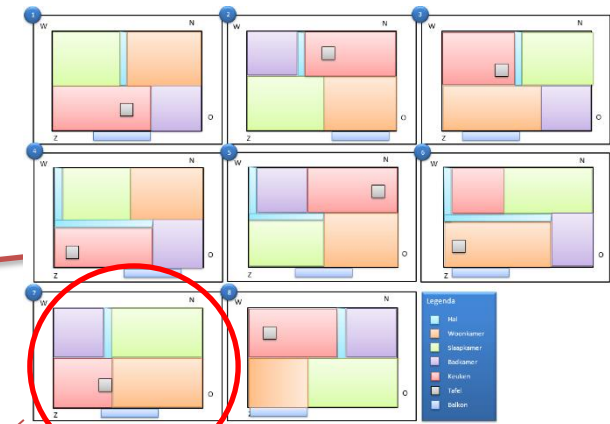 1
W
N
O
Z
2
W
N
O
Z
3
W
N
O
Z
4
W
N
O
Z
5
W
N
O
Z
6
W
N
O
Z
7
W
N
O
Z
8
W
N
O
Z
Legenda
Hal
Woonkamer
Slaapkamer
Badkamer
Keuken
Tafel
Balkon